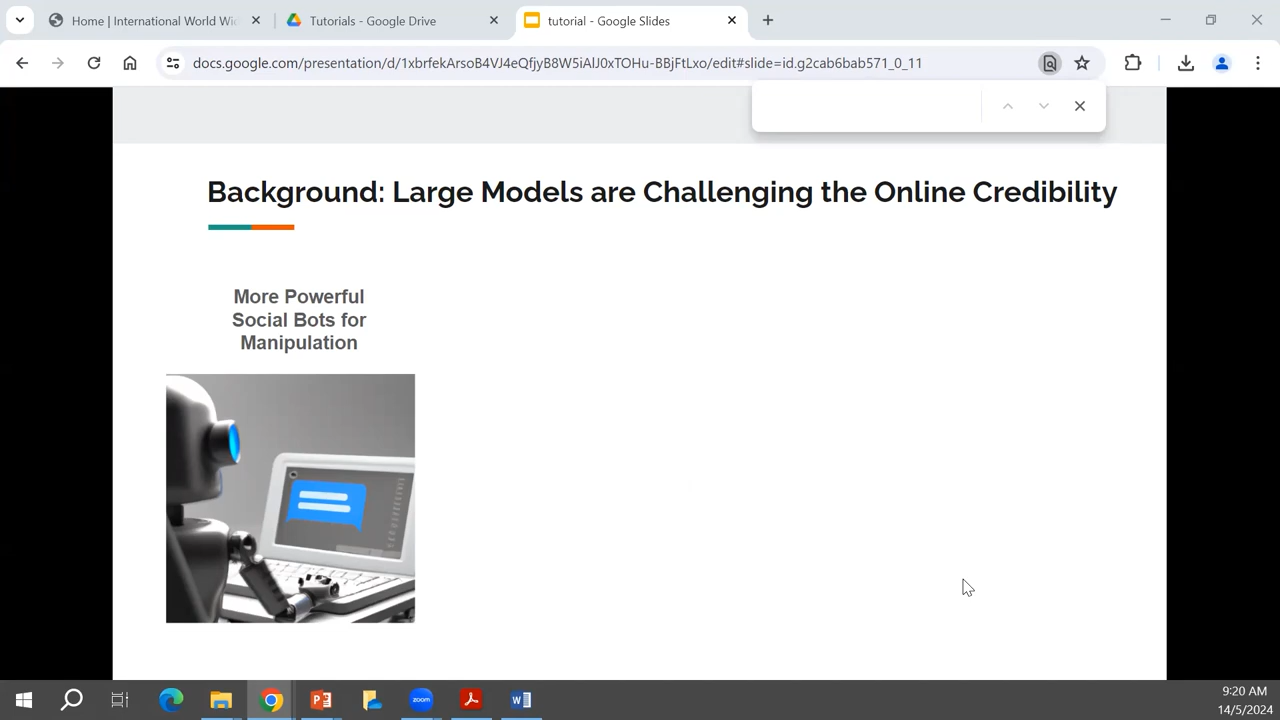 Home | International World Wid
Tutorials - Google Drive
tutorial - Google Slides
docs.google.com/presentation/d/1xbrfekArsoB4VJ4eQfjyB8W5iAlJ0xTOHu-BBjFtLxo/edit#slide=id.g2cab6bab571_0_11
Background: Large Models are Challenging the Online Credibility
More Powerful
Social Bots for
Manipulation
zoom
9:20 AM
14/5/2024